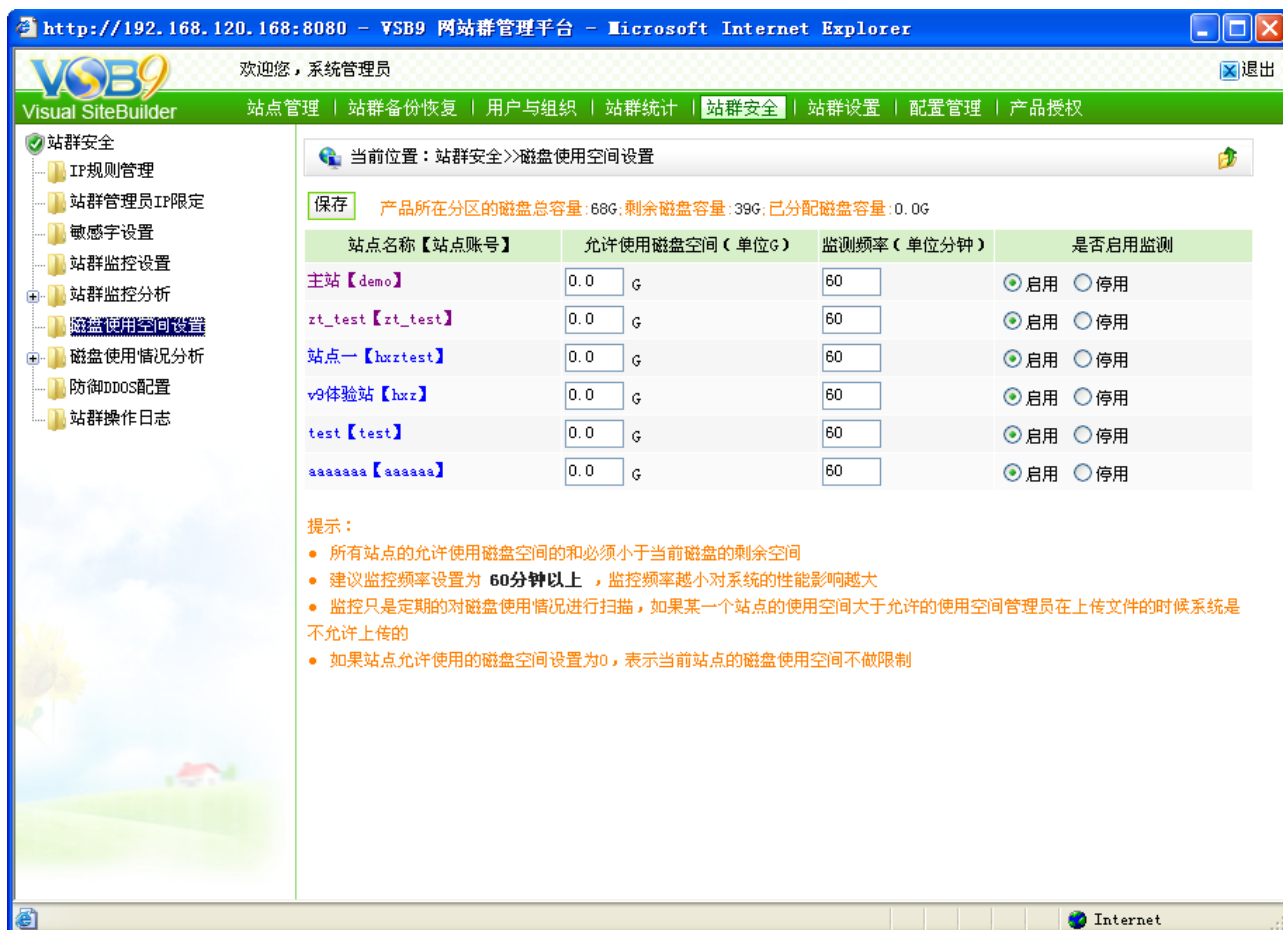 http://192.168.120.168:8080 - VSB9 网站群管理平台 - Microsoft Internet Explorer
VSB9
Visual SiteBuilder
欢迎您，系统管理员
退出
站点管理 | 站群备份恢复 | 用户与组织 | 站群统计 | 站群安全 | 站群设置 | 配置管理 | 产品授权
站群安全
IP规则管理
站群管理员IP限定
敏感字设置
站群监控设置
站群监控分析
磁盘使用空间设置
磁盘使用情况分析
防御DDOS配置
站群操作日志
当前位置：站群安全>>磁盘使用空间设置
保存 产品所在分区的磁盘总容量:68G;剩余磁盘容量:39G;已分配磁盘容量:0.0G
站点名称【站点账号】 允许使用磁盘空间（单位G） 监测频率（单位分钟） 是否启用监测
主站【demo】 0.0 G 60 启用 停用
zt_test【zt_test】 0.0 G 60 启用 停用
站点一【hxztest】 0.0 G 60 启用 停用
v9体验站【hxz】 0.0 G 60 启用 停用
test【test】 0.0 G 60 启用 停用
aaaaaaa【aaaaaa】 0.0 G 60 启用 停用
提示：
● 所有站点的允许使用磁盘空间的和必须小于当前磁盘的剩余空间
● 建议监控频率设置为 60分钟以上 ，监控频率越小对系统的性能影响越大
● 监控只是定期的对磁盘使用情况进行扫描，如果某一个站点的使用空间大于允许的使用空间管理员在上传文件的时候系统是
不允许上传的
● 如果站点允许使用的磁盘空间设置为0，表示当前站点的磁盘使用空间不做限制
Internet